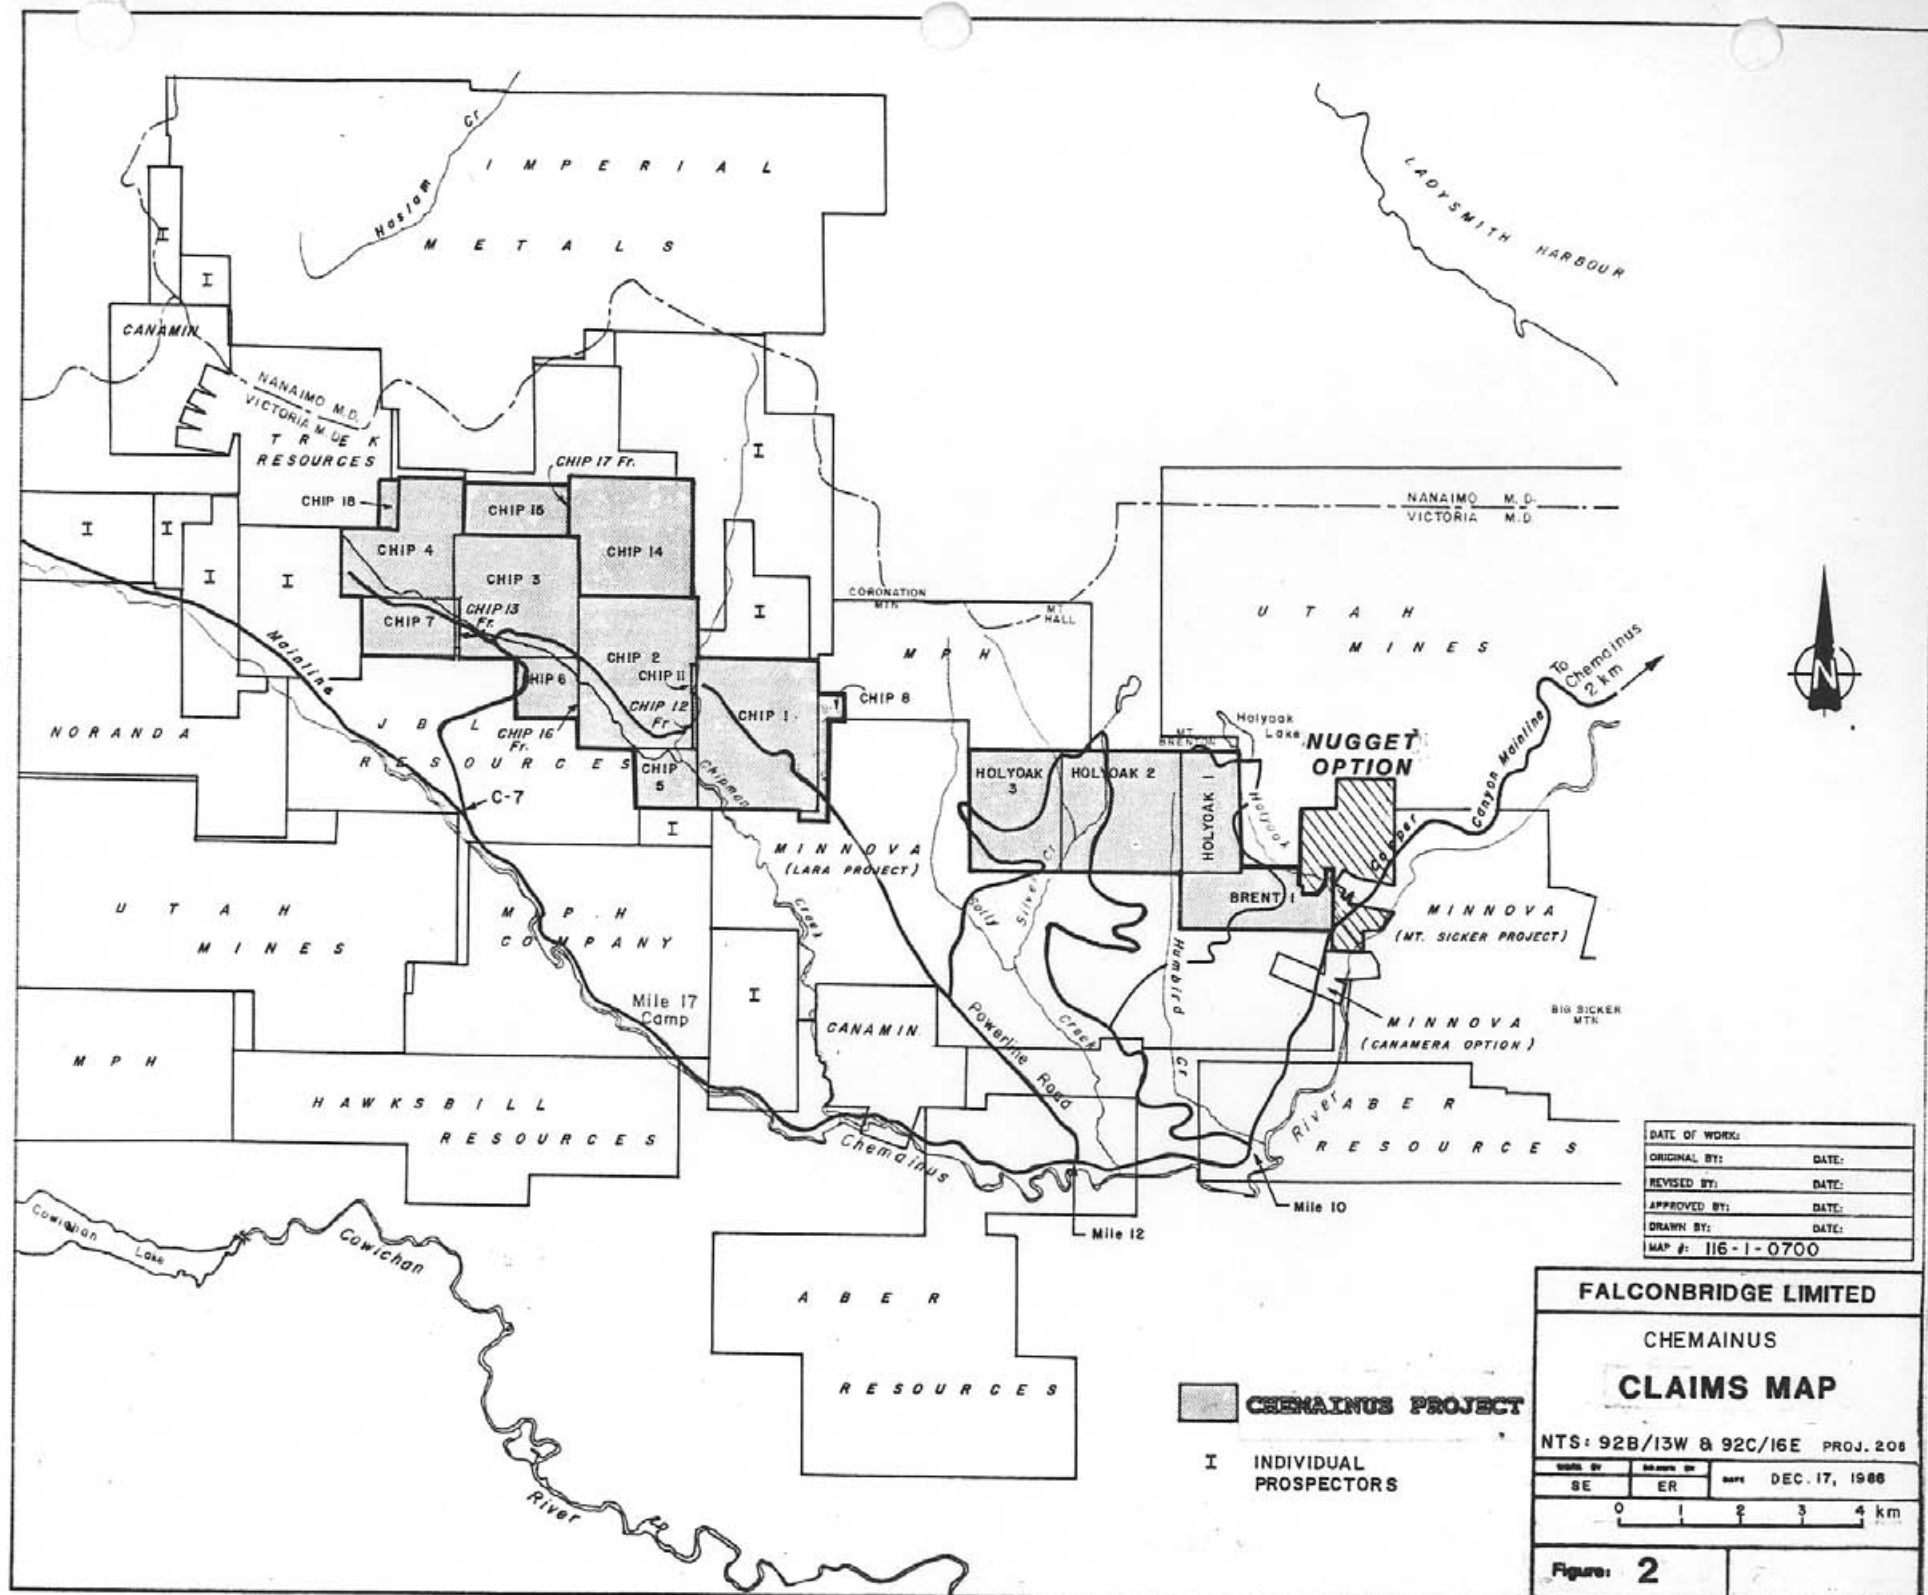 Haslam Cr
IMPERIAL
METALS
LADYSMITH HARBOUR
I
I
CANAMIN
NANAIMO M.D.
VICTORIA M.D.
TREK
RESOURCES
CHIP 17 Fr.
I
CHIP 18
CHIP 15
NANAIMO M.D.
VICTORIA M.D.
I
I
I
I
CHIP 4
CHIP 14
CHIP 3
CORONATION
MTN
I
MT.
HALL
UTAH
MINES
CHIP 13
Fr.
CHIP 7
Mainline
CHIP 2
MPH
To
Chemainus
2 km
CHIP 6
CHIP 11
CHIP 8
CHIP 12
Fr
CHIP 1
NORANDA
JBL
RESOURCES
CHIP 16
Fr.
MT.
BRENTON
Holyoak
Lake
NUGGET
OPTION
Copper Canyon Mainline
CHIP
5
Chipman
HOLYOAK
3
HOLYOAK 2
HOLYOAK 1
Holyoak
C-7
I
MINNOVA
(LARA PROJECT)
UTAH
MINES
MPH
COMPANY
Creek
Solly
Silver Cr
BRENT 1
MINNOVA
(MT. SICKER PROJECT)
Humbird
Cr
I
Mile 17
Camp
CANAMIN
Powerline Road
Creek
BIG SICKER
MTN
MINNOVA
(CANAMERA OPTION)
MPH
HAWKSBILL
RESOURCES
Chemainus
River
ABER
RESOURCES
Mile 10
Mile 12
Cowichan Lake
Cowichan
River
ABER
RESOURCES
CHEMAINUS PROJECT
I INDIVIDUAL
PROSPECTORS
N
DATE OF WORK:
ORIGINAL BY: DATE:
REVISED BY: DATE:
APPROVED BY: DATE:
DRAWN BY: DATE:
MAP #: 116-1-0700
FALCONBRIDGE LIMITED
CHEMAINUS
CLAIMS MAP
NTS: 92B/13W & 92C/16E PROJ. 208
WORK BY DRAWN BY
SE ER DATE DEC. 17, 1986
0 1 2 3 4 km
Figure: 2